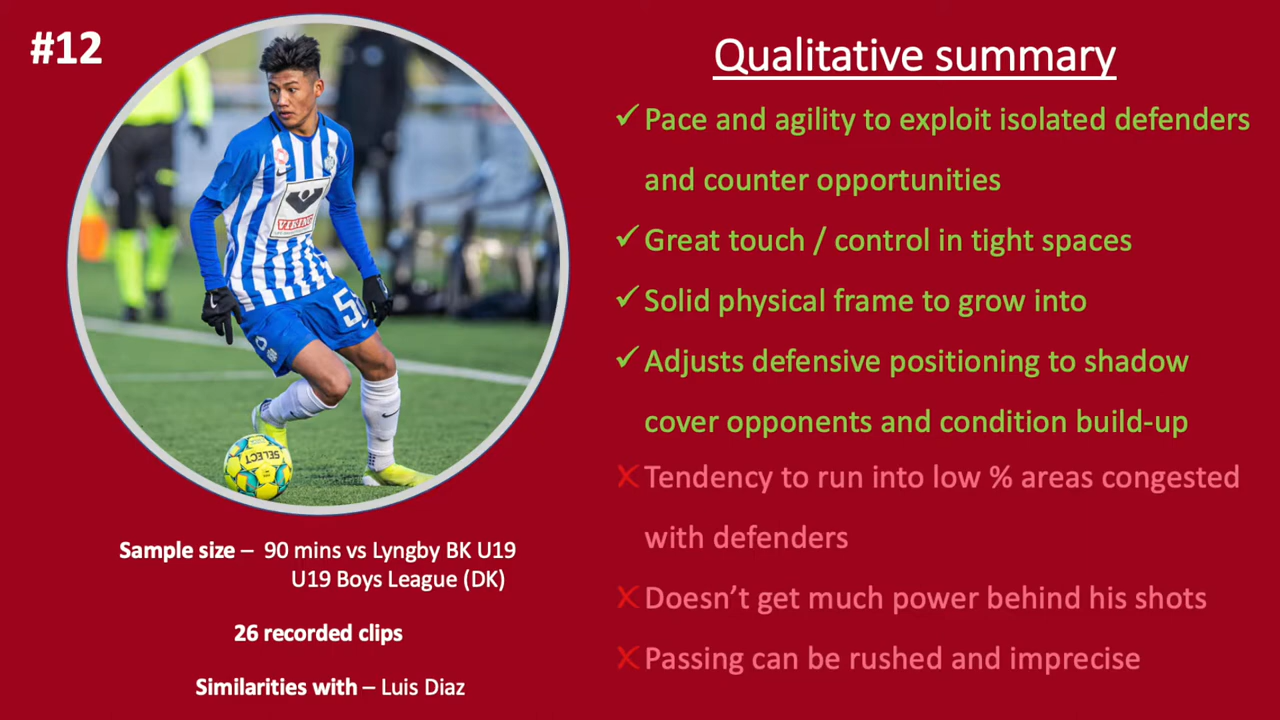 #12
VIKING
50
SELECT
Sample size – 90 mins vs Lyngby BK U19
U19 Boys League (DK)
26 recorded clips
Similarities with – Luis Diaz
Qualitative summary
✓ Pace and agility to exploit isolated defenders
and counter opportunities
✓ Great touch / control in tight spaces
✓ Solid physical frame to grow into
✓ Adjusts defensive positioning to shadow
cover opponents and condition build-up
✗ Tendency to run into low % areas congested
with defenders
✗ Doesn’t get much power behind his shots
✗ Passing can be rushed and imprecise